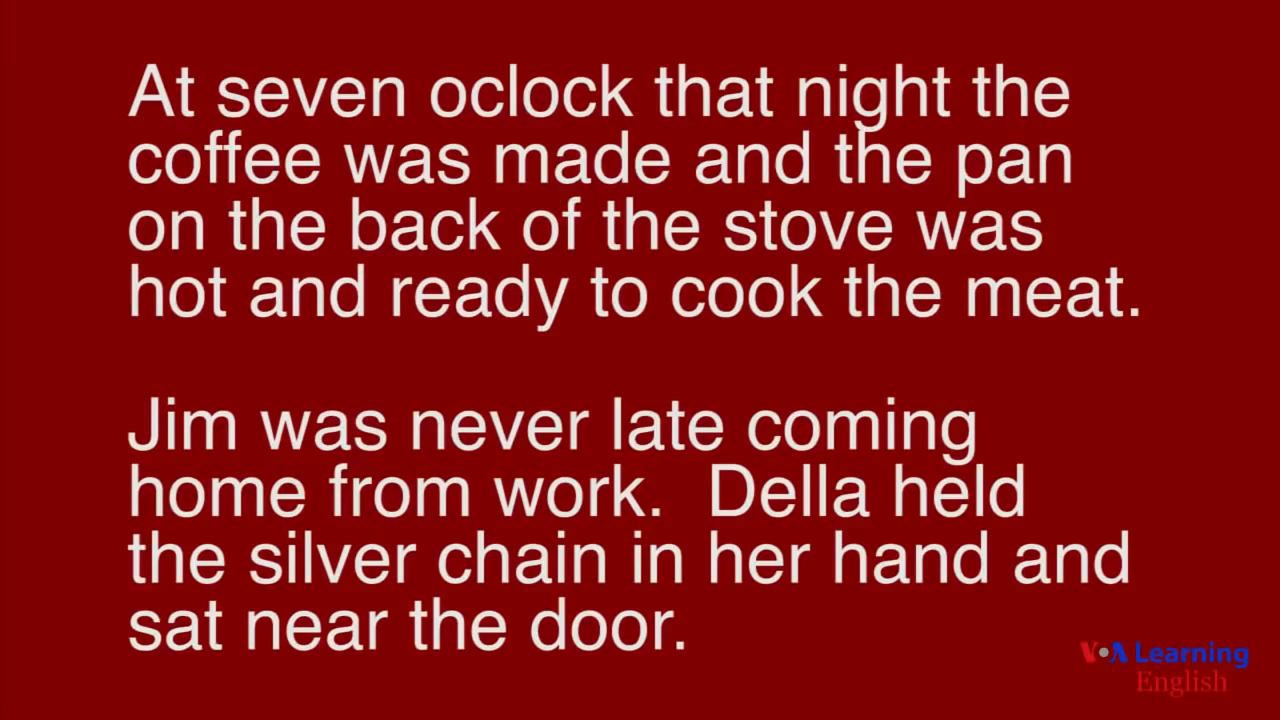 At seven oclock that night the
coffee was made and the pan
on the back of the stove was
hot and ready to cook the meat.
Jim was never late coming
home from work.  Della held
the silver chain in her hand and
sat near the door.
VOA Learning
English